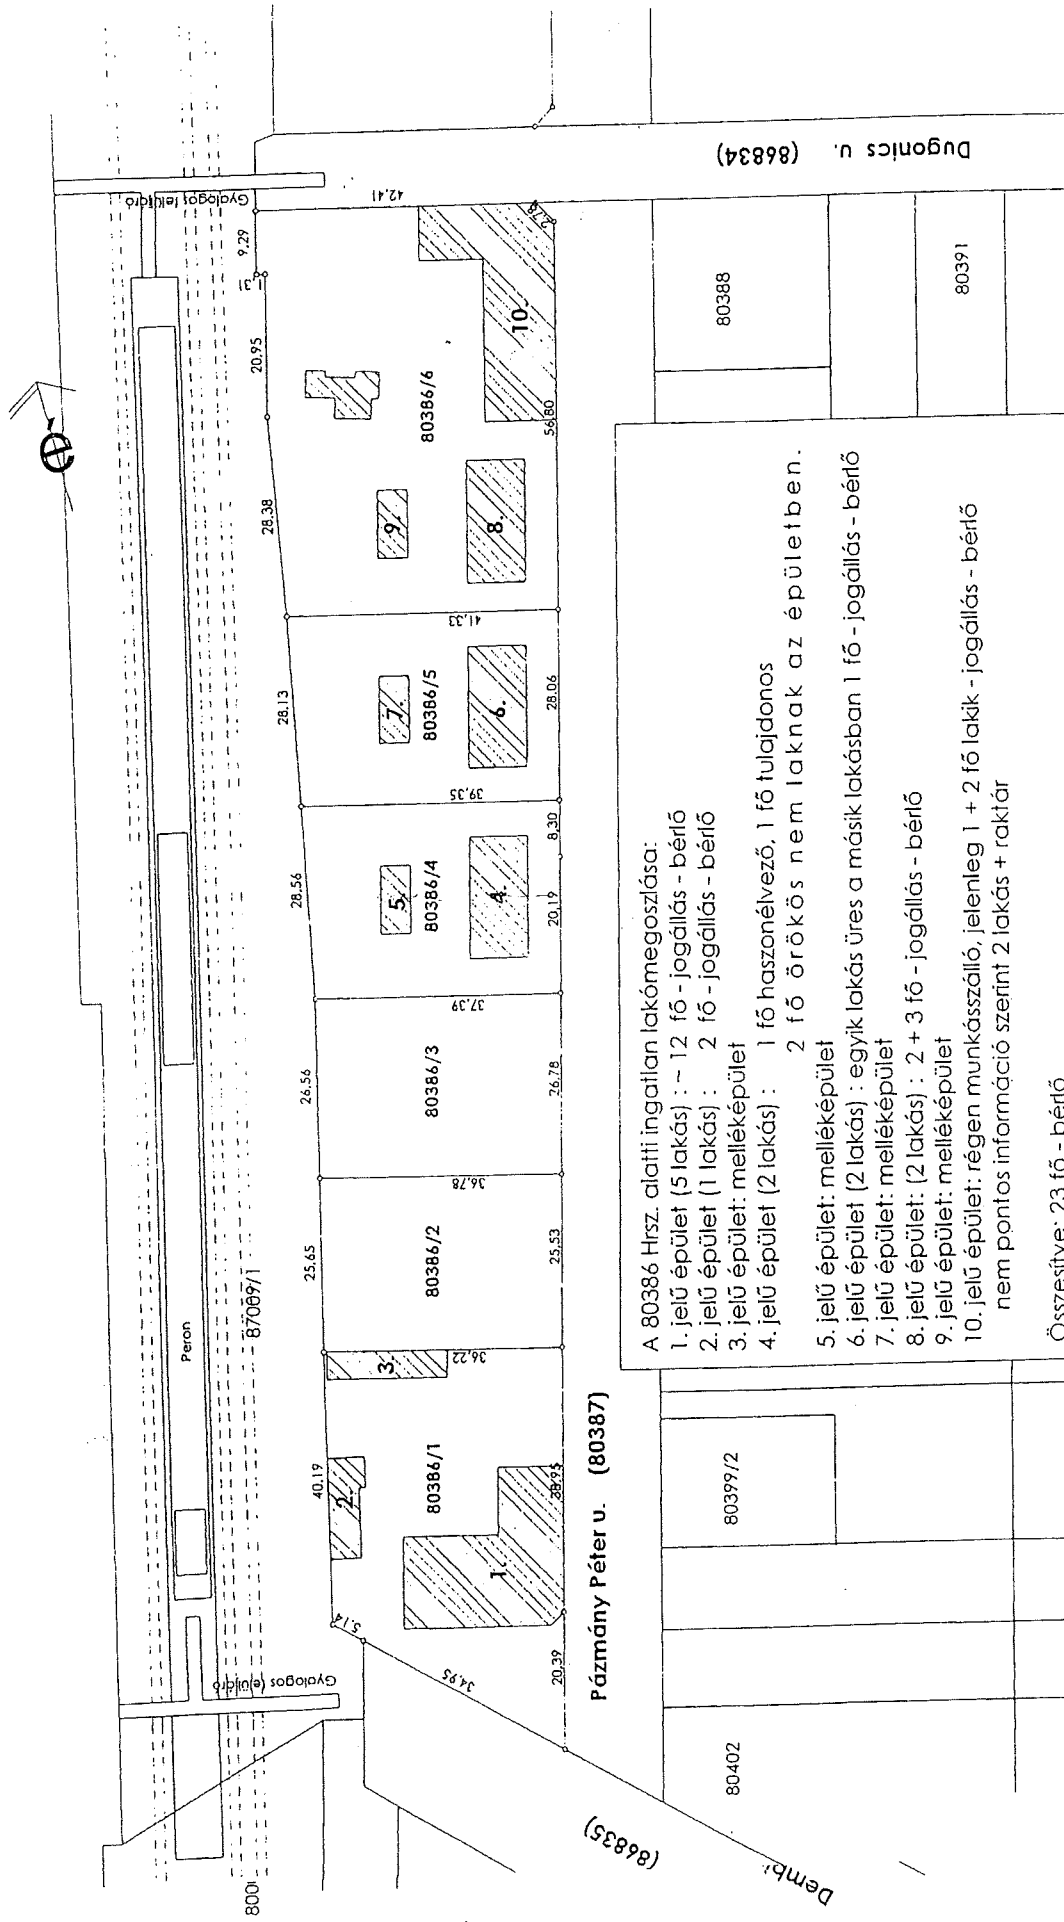 Gyalogos felüljáró
Peron
87089/1
Gyalogos felüljáró
5,14
40,19
25,65
26,56
28,56
28,13
28,38
20,95
1,31
9,29
42,41
2,78
34,95
36,22
36,78
37,39
39,35
41,33
2.
3.
5.
7.
9.
80386/1
80386/2
80386/3
80386/4
80386/5
80386/6
1.
4.
6.
8.
10.
20,39
38,95
25,53
26,78
20,19
8,30
28,06
56,80
Pázmány Péter u. (80387)
Dugonics u. (86834)
(86835)
80402
80399/2
80388
80391
A 80386 Hrsz. alatti ingatlan lakómegoszlása:
1. jelű épület (5 lakás) : ~ 12 fő - jogállás - bérlő
2. jelű épület (1 lakás) : 2 fő - jogállás - bérlő
3. jelű épület: melléképület
4. jelű épület (2 lakás) : 1 fő haszonélvező, 1 fő tulajdonos
2 fő örökös nem laknak az épületben.
5. jelű épület: melléképület
6. jelű épület (2 lakás) : egyik lakás üres a másik lakásban 1 fő - jogállás - bérlő
7. jelű épület: melléképület
8. jelű épület: (2 lakás) : 2 + 3 fő - jogállás - bérlő
9. jelű épület: melléképület
10. jelű épület: régen munkásszálló, jelenleg 1 + 2 fő lakik - jogállás - bérlő
nem pontos információ szerint 2 lakás + raktár
Összesítve: 23 fő - bérlő